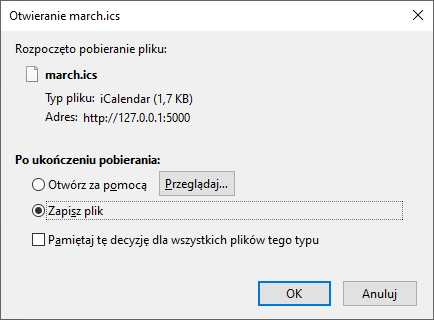 Otwieranie march.ics
Rozpoczęto pobieranie pliku:
march.ics
Typ pliku: iCalendar (1,7 KB)
Adres: http://127.0.0.1:5000
Po ukończeniu pobierania:
Otwórz za pomocą Przeglądaj...
Zapisz plik
Pamiętaj tę decyzję dla wszystkich plików tego typu
OK Anuluj